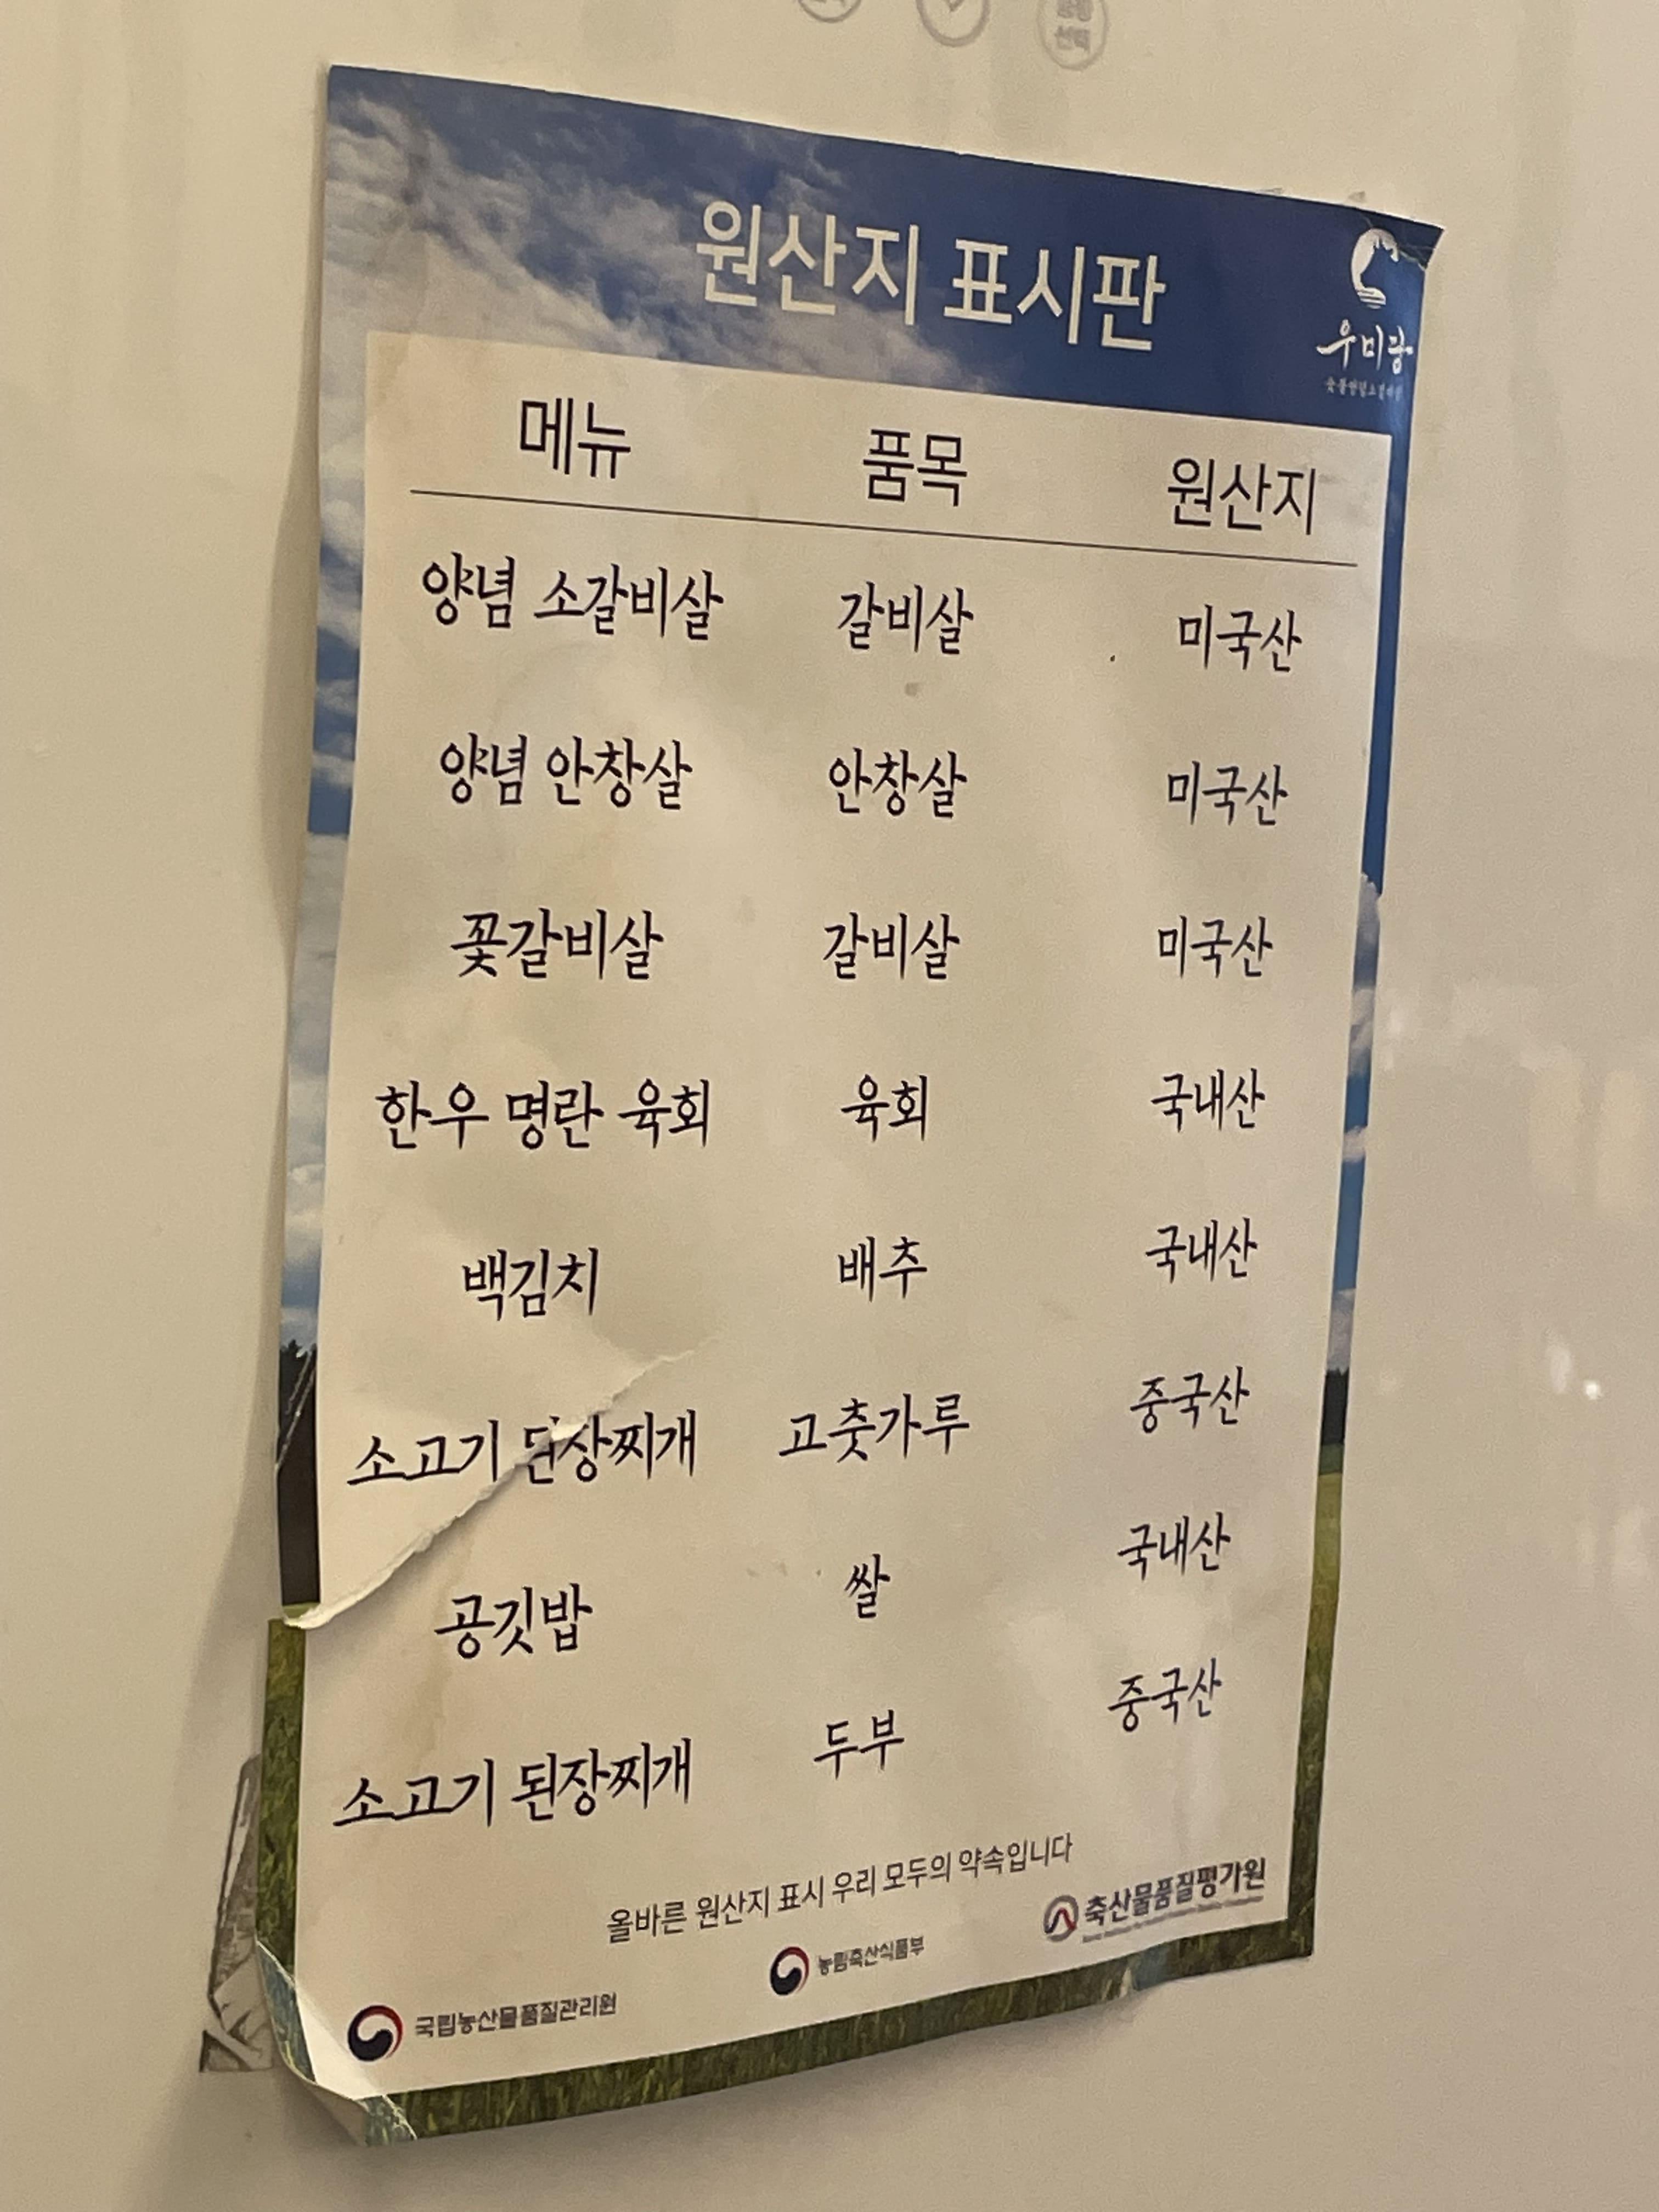 원산지 표시판
우미당
메뉴 품목 원산지
양념 소갈비살 갈비살 미국산
양념 안창살 안창살 미국산
꽃갈비살 갈비살 미국산
한우 명란 육회 육회 국내산
백김치 배추 국내산
소고기 된장찌개 고춧가루 중국산
공깃밥 쌀 국내산
소고기 된장찌개 두부 중국산
올바른 원산지 표시 우리 모두의 약속입니다
국립농산물품질관리원
농림축산식품부
축산물품질평가원